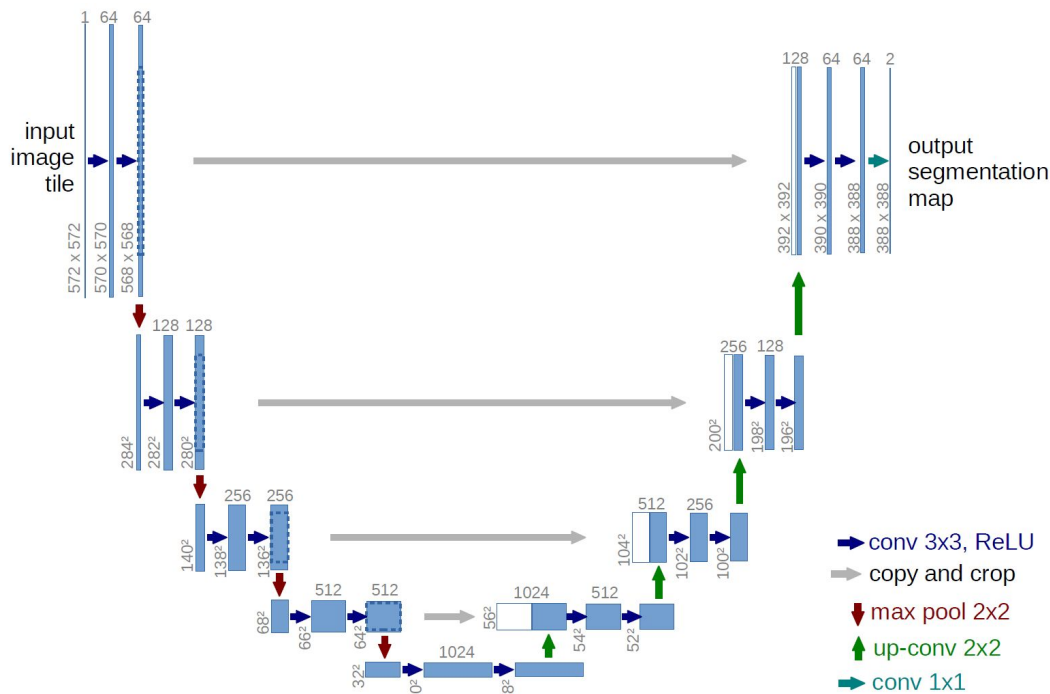 1 64 64
input
image
tile
572 x 572
570 x 570
568 x 568
128 64 64 2
output
segmentation
map
392 x 392
390 x 390
388 x 388
388 x 388
128 128
284²
282²
280²
256 128
200²
198²
196²
256 256
140²
138²
136²
512 256
104²
102²
100²
512 512
68²
66²
64²
1024 512
56²
54²
52²
1024
32²
0²
8²
conv 3x3, ReLU
copy and crop
max pool 2x2
up-conv 2x2
conv 1x1